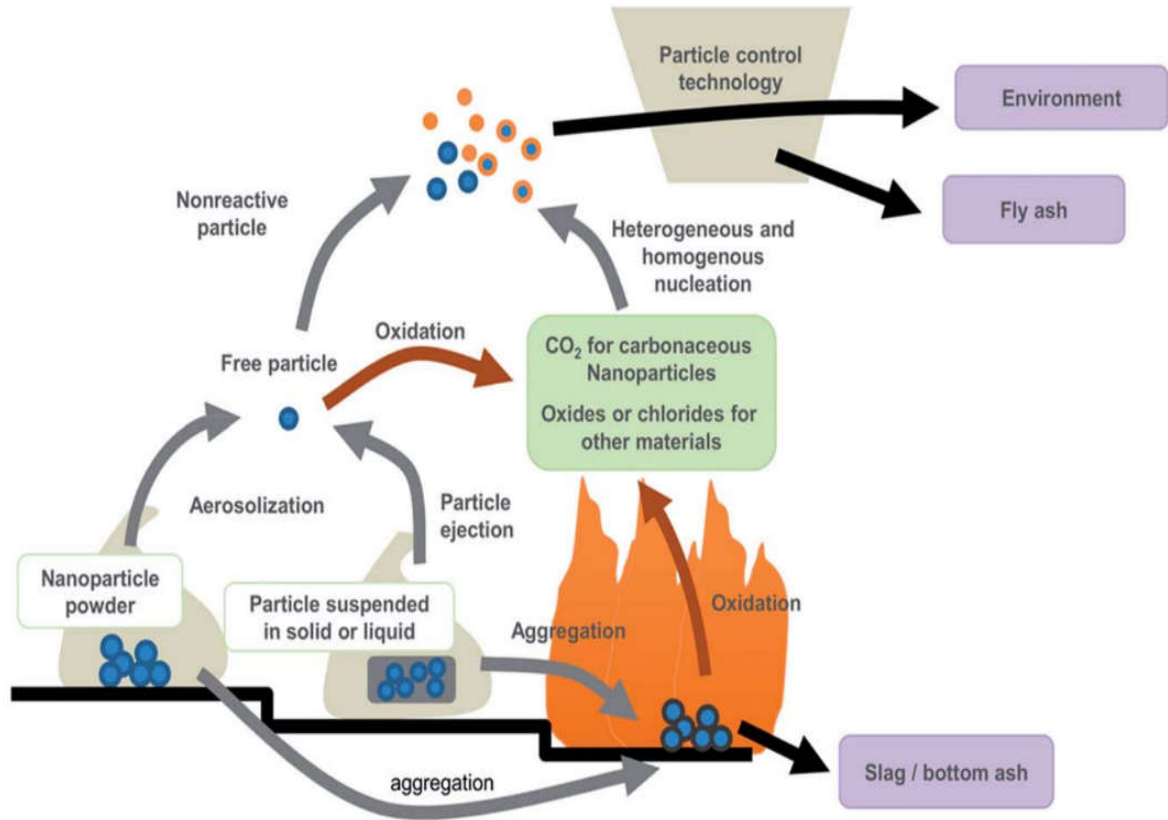 Particle control
technology
Environment
Nonreactive
particle
Fly ash
Heterogeneous and
homogenous
nucleation
Oxidation
Free particle
CO₂ for carbonaceous
Nanoparticles
Oxides or chlorides for
other materials
Aerosolization
Particle
ejection
Nanoparticle
powder
Particle suspended
in solid or liquid
Aggregation
Oxidation
aggregation
Slag / bottom ash